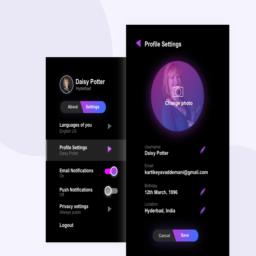 Daisy Potter
Hyderbad
About
Settings
Languages of you
English US
Profile Settings
Daisy Potter
Email Notifications
On
Push Notifications
Off
Privacy settings
Always public
Logout
Profile Settings
Change photo
Username
Daisy Potter
Email
kartikeyavaddemani@gmail.com
Birthday
12th March, 1996
Location
Hyderbad, India
Cancel
Save